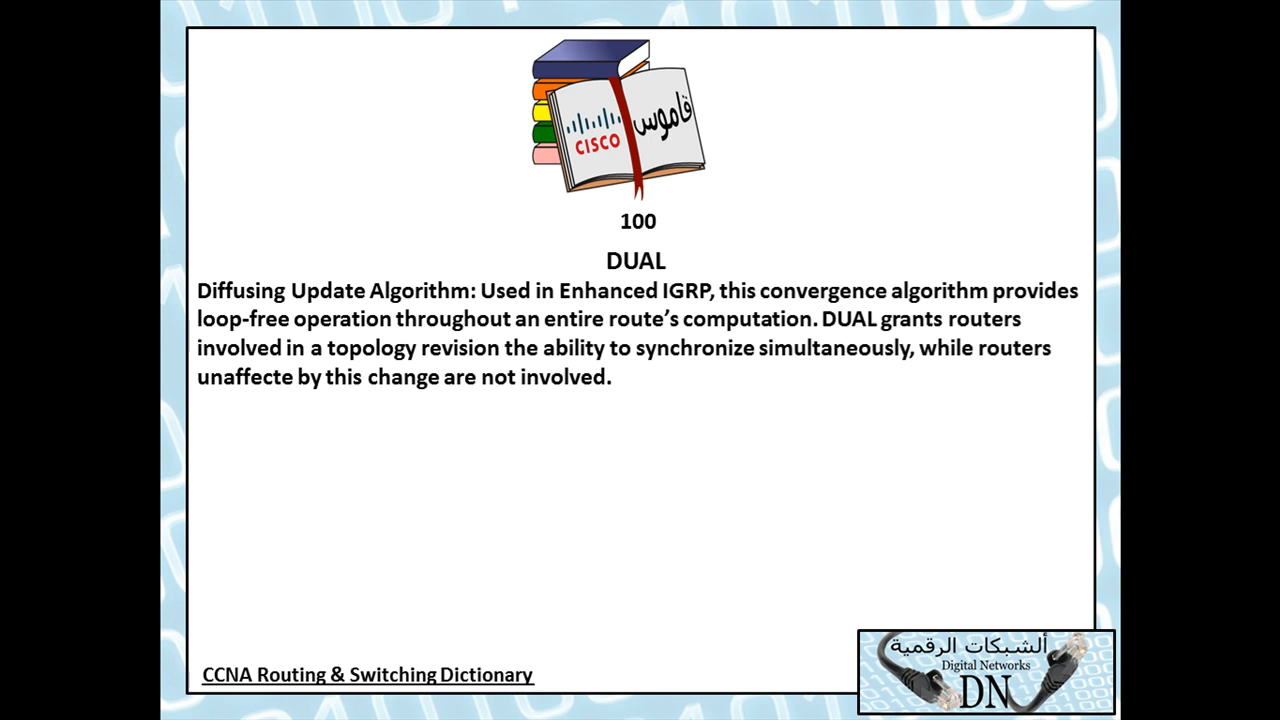 CISCO
قاموس
100
DUAL
Diffusing Update Algorithm: Used in Enhanced IGRP, this convergence algorithm provides
loop-free operation throughout an entire route’s computation. DUAL grants routers
involved in a topology revision the ability to synchronize simultaneously, while routers
unaffecte by this change are not involved.
CCNA Routing & Switching Dictionary
ألشبكات الرقمية
Digital Networks
DN